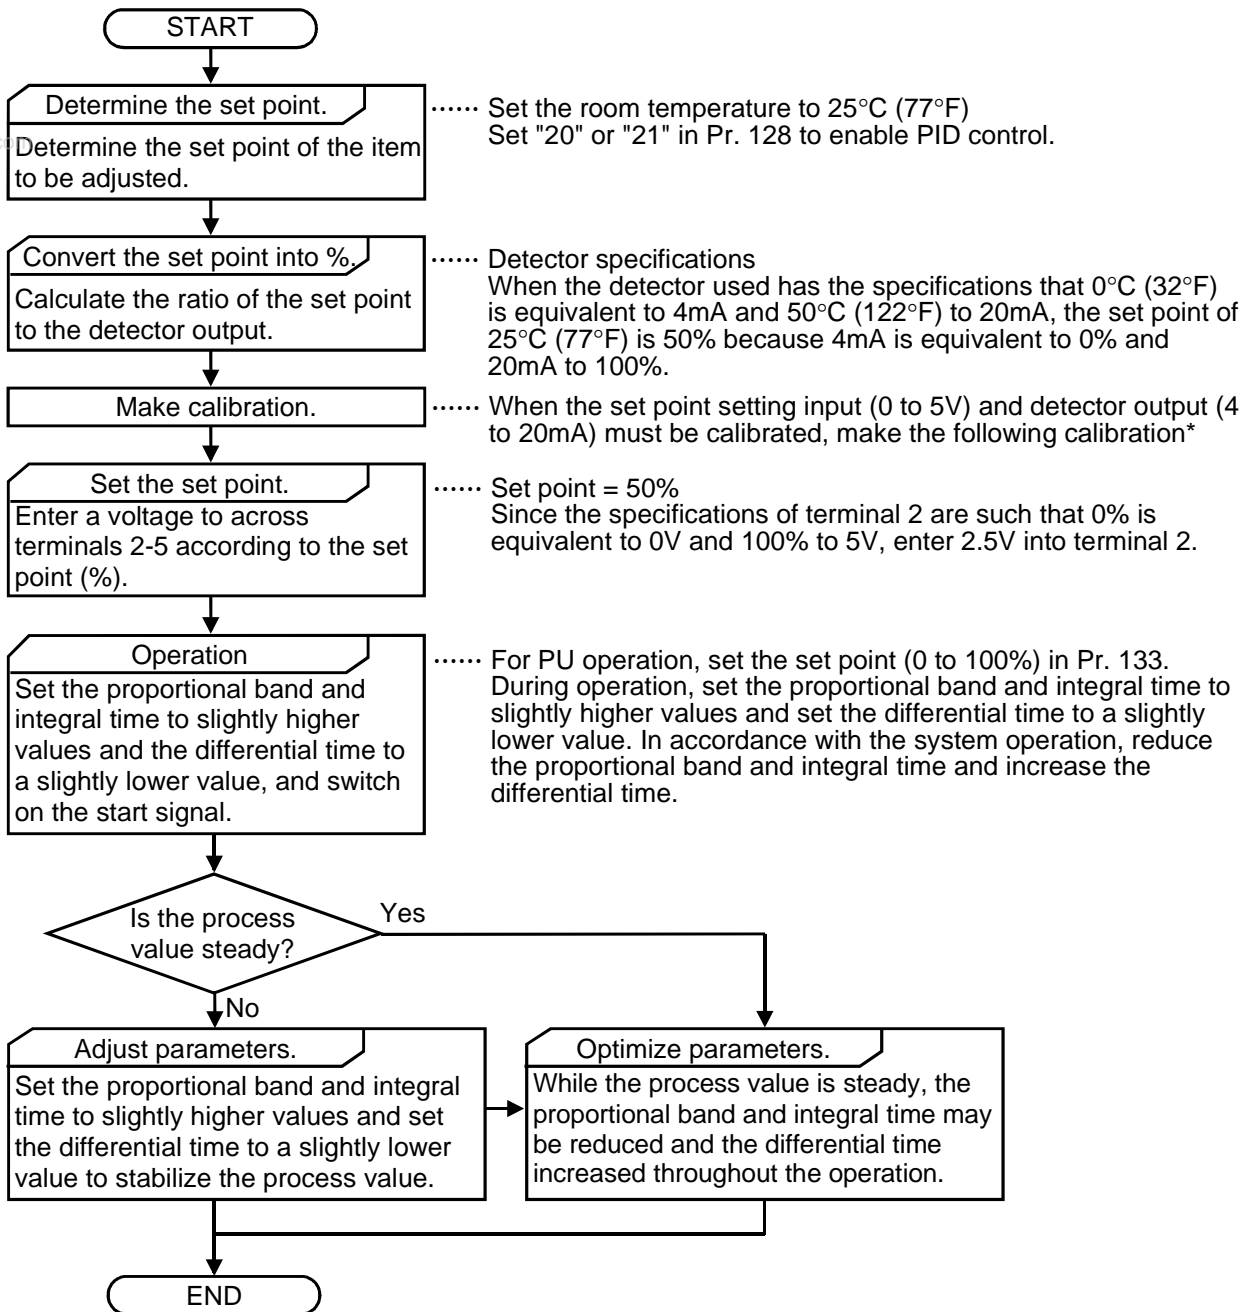 START
Determine the set point.
Determine the set point of the item
to be adjusted.
...... Set the room temperature to 25°C (77°F)
Set "20" or "21" in Pr. 128 to enable PID control.
Convert the set point into %.
Calculate the ratio of the set point
to the detector output.
...... Detector specifications
When the detector used has the specifications that 0°C (32°F)
is equivalent to 4mA and 50°C (122°F) to 20mA, the set point of
25°C (77°F) is 50% because 4mA is equivalent to 0% and
20mA to 100%.
Make calibration.
...... When the set point setting input (0 to 5V) and detector output (4
to 20mA) must be calibrated, make the following calibration*
Set the set point.
Enter a voltage to across
terminals 2-5 according to the set
point (%).
...... Set point = 50%
Since the specifications of terminal 2 are such that 0% is
equivalent to 0V and 100% to 5V, enter 2.5V into terminal 2.
Operation
Set the proportional band and
integral time to slightly higher
values and the differential time to
a slightly lower value, and switch
on the start signal.
...... For PU operation, set the set point (0 to 100%) in Pr. 133.
During operation, set the proportional band and integral time to
slightly higher values and set the differential time to a slightly
lower value. In accordance with the system operation, reduce
the proportional band and integral time and increase the
differential time.
Is the process
value steady?
Yes
No
Adjust parameters.
Set the proportional band and integral
time to slightly higher values and set
the differential time to a slightly lower
value to stabilize the process value.
Optimize parameters.
While the process value is steady, the
proportional band and integral time may
be reduced and the differential time
increased throughout the operation.
END